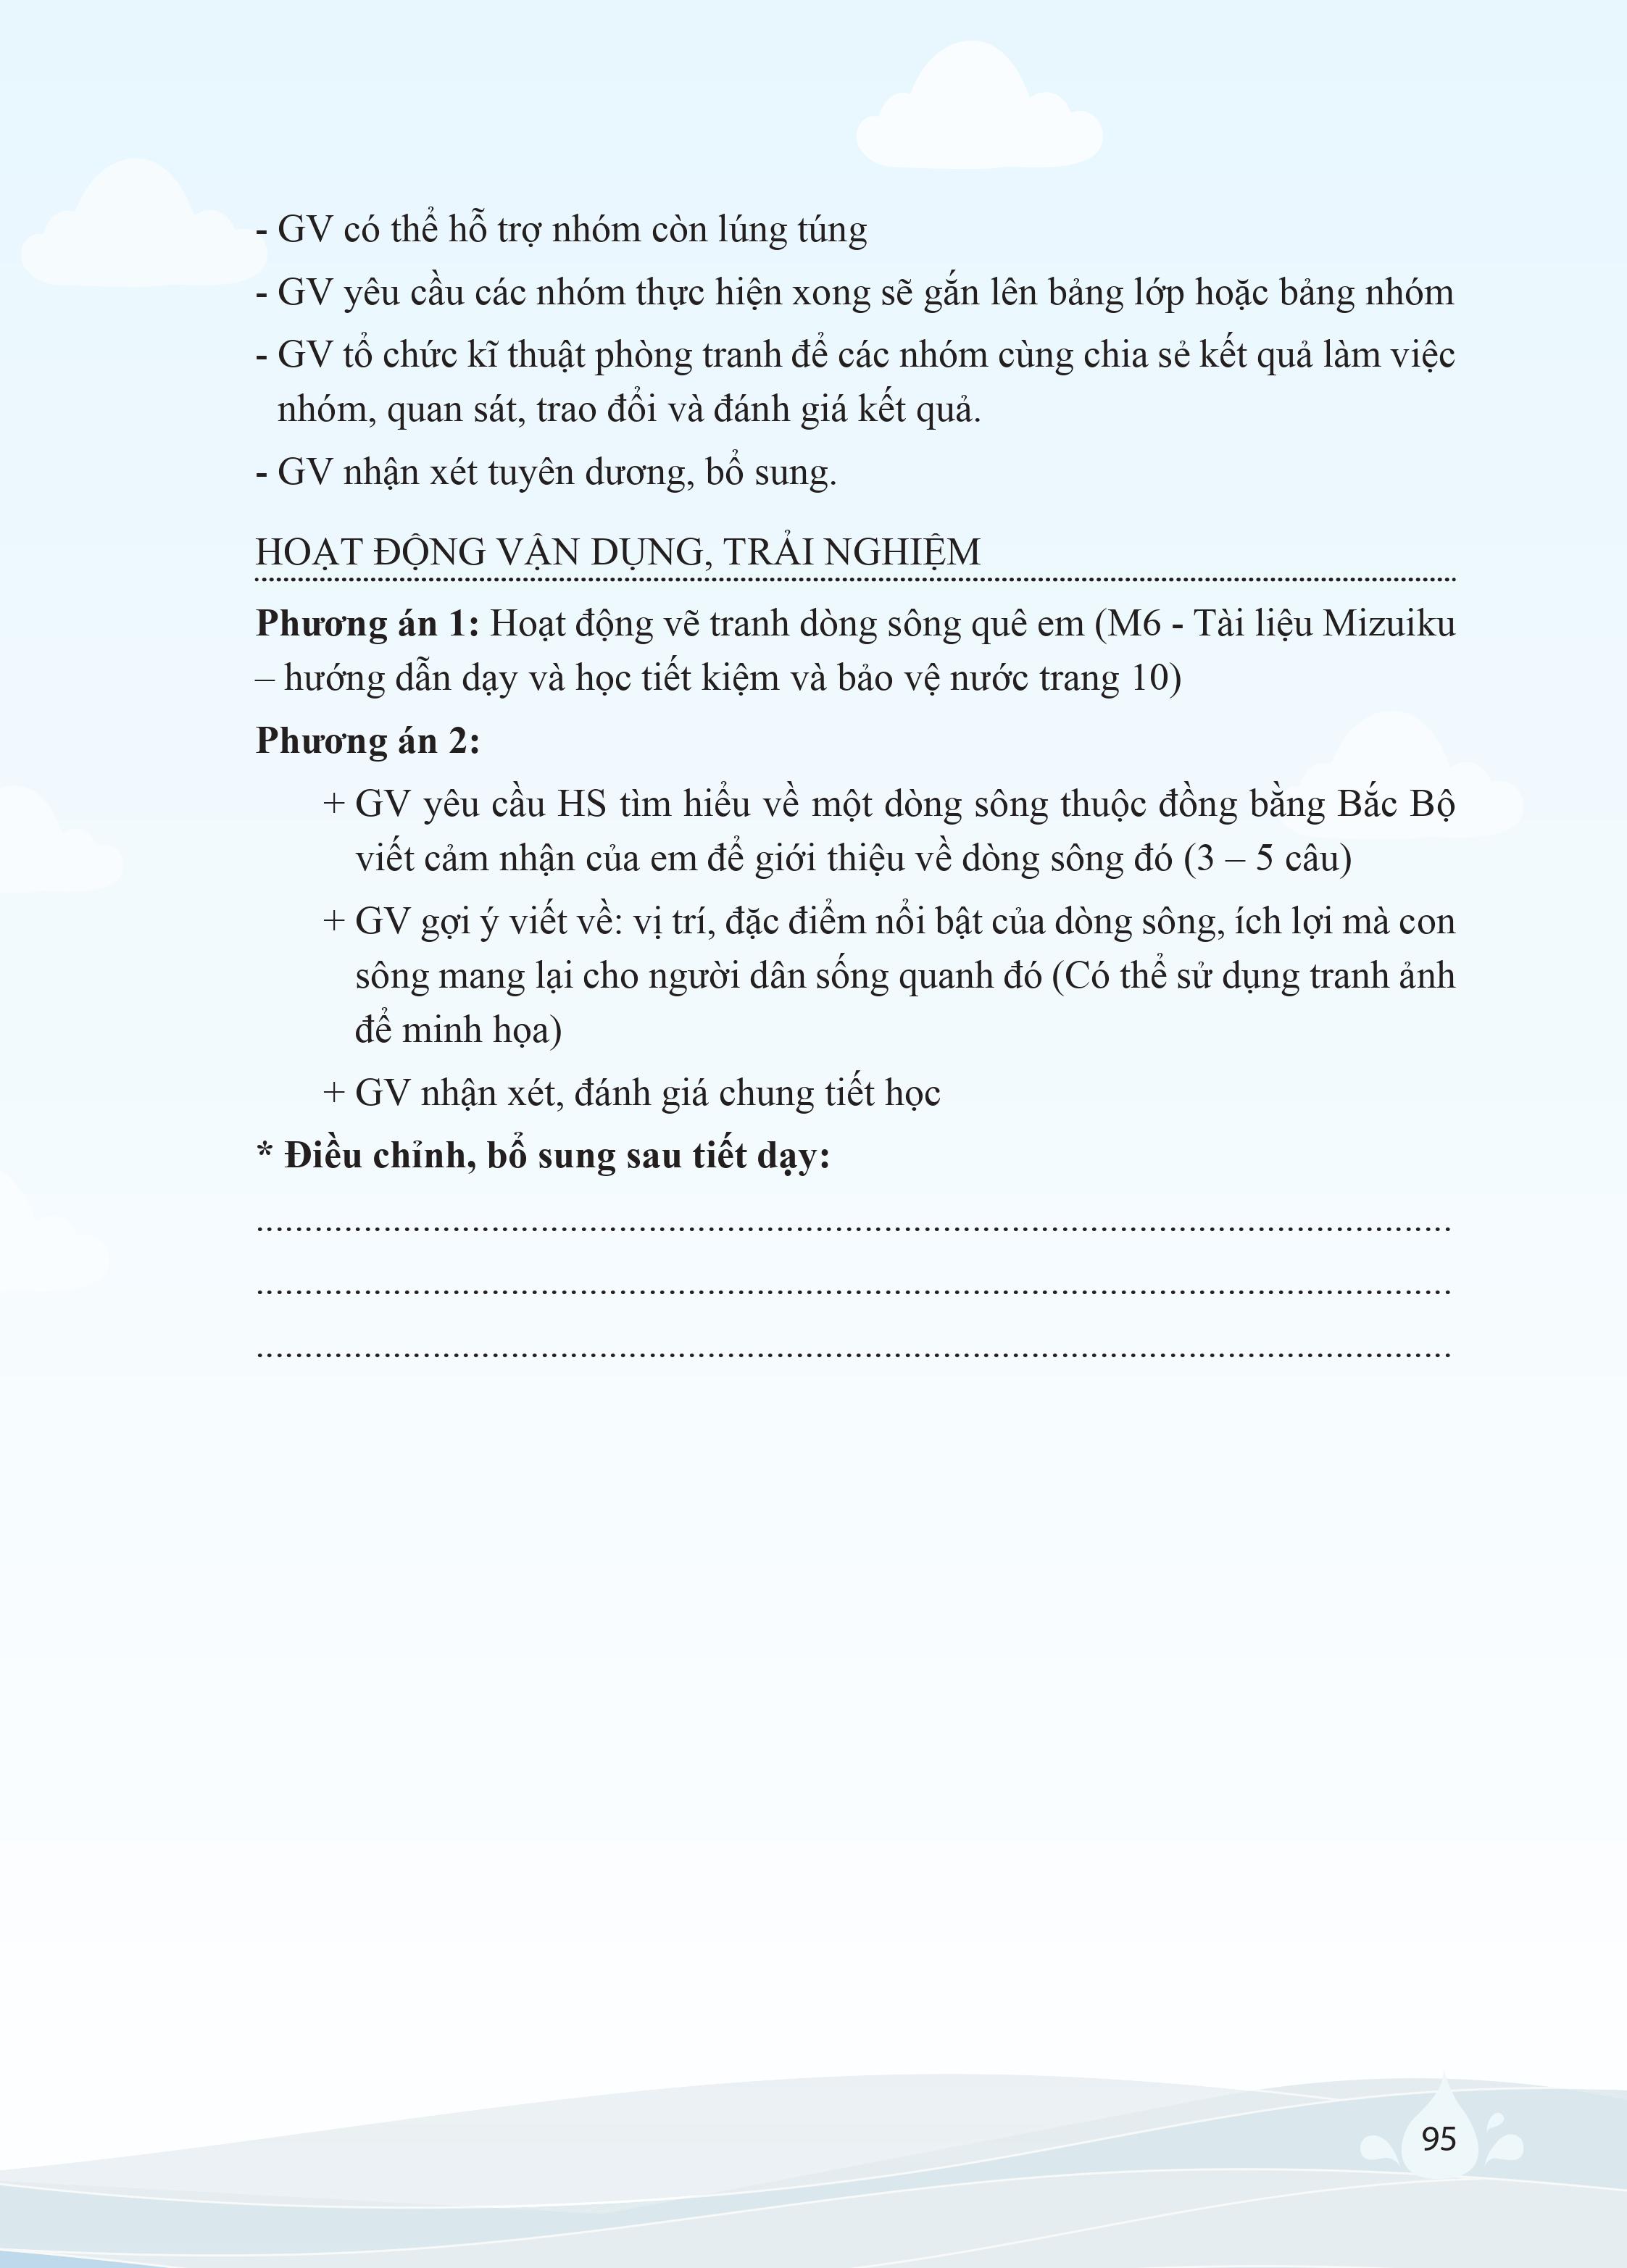 - GV có thể hỗ trợ nhóm còn lúng túng
- GV yêu cầu các nhóm thực hiện xong sẽ gắn lên bảng lớp hoặc bảng nhóm
- GV tổ chức kĩ thuật phòng tranh để các nhóm cùng chia sẻ kết quả làm việc
nhóm, quan sát, trao đổi và đánh giá kết quả.
- GV nhận xét tuyên dương, bổ sung.
HOẠT ĐỘNG VẬN DỤNG, TRẢI NGHIỆM
Phương án 1: Hoạt động vẽ tranh dòng sông quê em (M6 - Tài liệu Mizuiku
– hướng dẫn dạy và học tiết kiệm và bảo vệ nước trang 10)
Phương án 2:
+ GV yêu cầu HS tìm hiểu về một dòng sông thuộc đồng bằng Bắc Bộ
viết cảm nhận của em để giới thiệu về dòng sông đó (3 – 5 câu)
+ GV gợi ý viết về: vị trí, đặc điểm nổi bật của dòng sông, ích lợi mà con
sông mang lại cho người dân sống quanh đó (Có thể sử dụng tranh ảnh
để minh họa)
+ GV nhận xét, đánh giá chung tiết học
* Điều chỉnh, bổ sung sau tiết dạy:
95